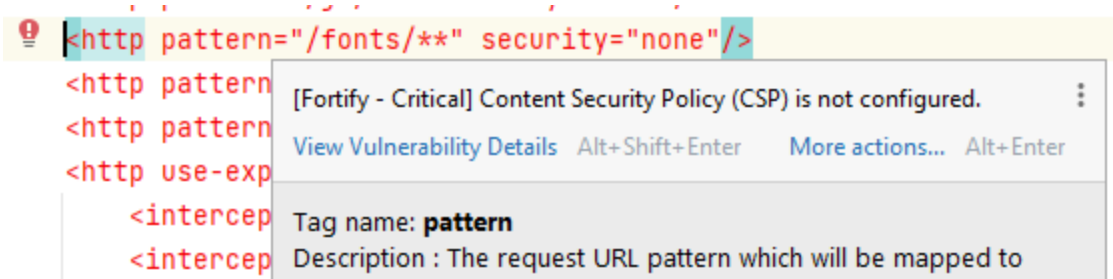 <http pattern="/fonts/**" security="none"/>
<http pattern
[Fortify - Critical] Content Security Policy (CSP) is not configured.
<http pattern
View Vulnerability Details Alt+Shift+Enter More actions... Alt+Enter
<http use-exp
<intercep
Tag name: pattern
<intercep
Description : The request URL pattern which will be mapped to